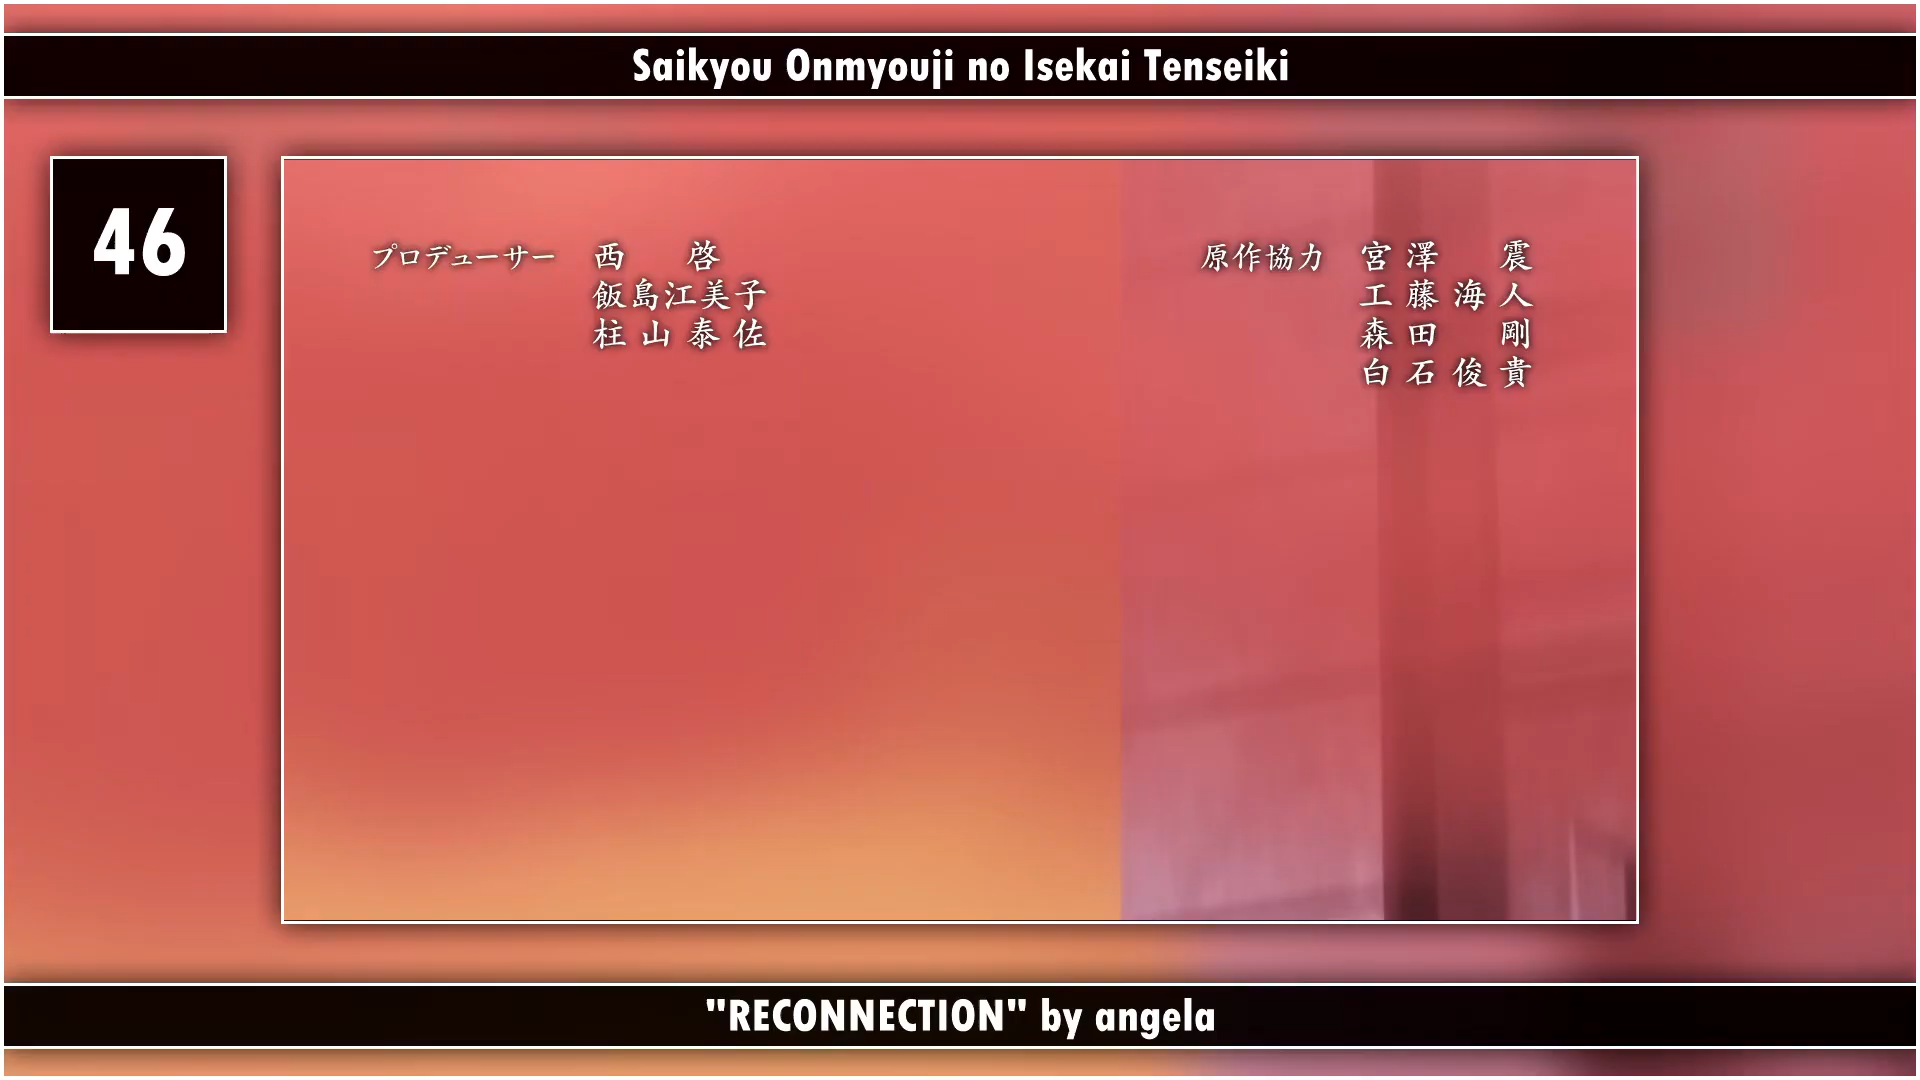 Saikyou Onmyouji no Isekai Tenseiki
46
プロデューサー 西 啓
飯島江美子
柱山泰佐
原作協力 宮澤 震
工藤海人
森田 剛
白石俊貴
"RECONNECTION" by angela